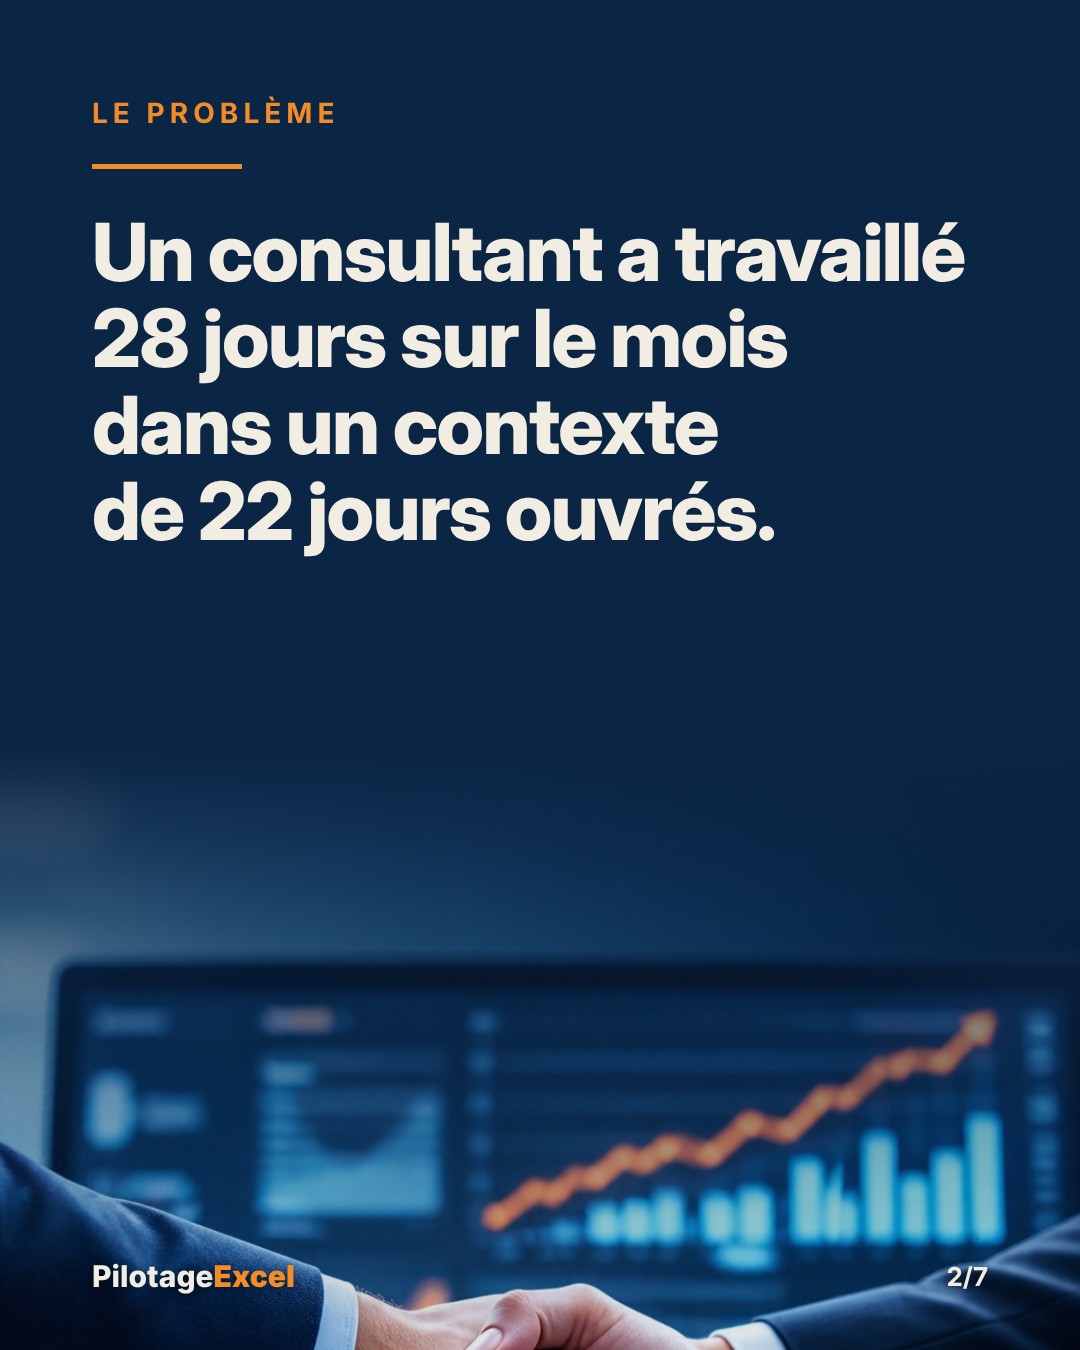 LE PROBLÈME
Un consultant a travaillé
28 jours sur le mois
dans un contexte
de 22 jours ouvrés.
PilotageExcel
2/7